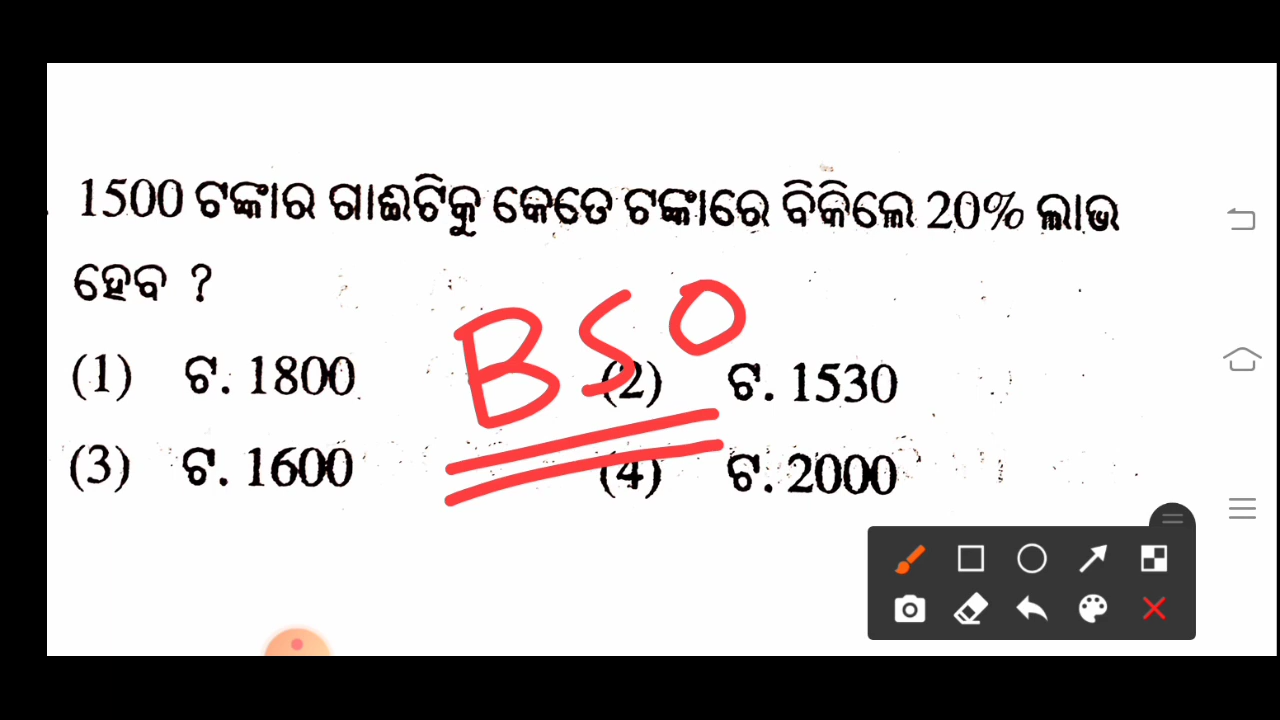 1500 ଟଙ୍କାର ଗାଈଟିକୁ କେତେ ଟଙ୍କାରେ ବିକିଲେ 20% ଲାଭ
ହେବ ?
BSO
(1) ଟ. 1800 (2) ଟ. 1530
(3) ଟ. 1600 (4) ଟ. 2000